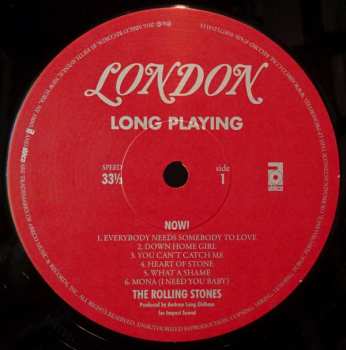 LONDON
LONG PLAYING
SPEED
33⅓
side
1
abkco
NOW!
1. EVERYBODY NEEDS SOMEBODY TO LOVE
2. DOWN HOME GIRL
3. YOU CAN'T CATCH ME
4. HEART OF STONE
5. WHAT A SHAME
6. MONA (I NEED YOU BABY)
THE ROLLING STONES
Produced by Andrew Loog Oldham
for Impact Sound